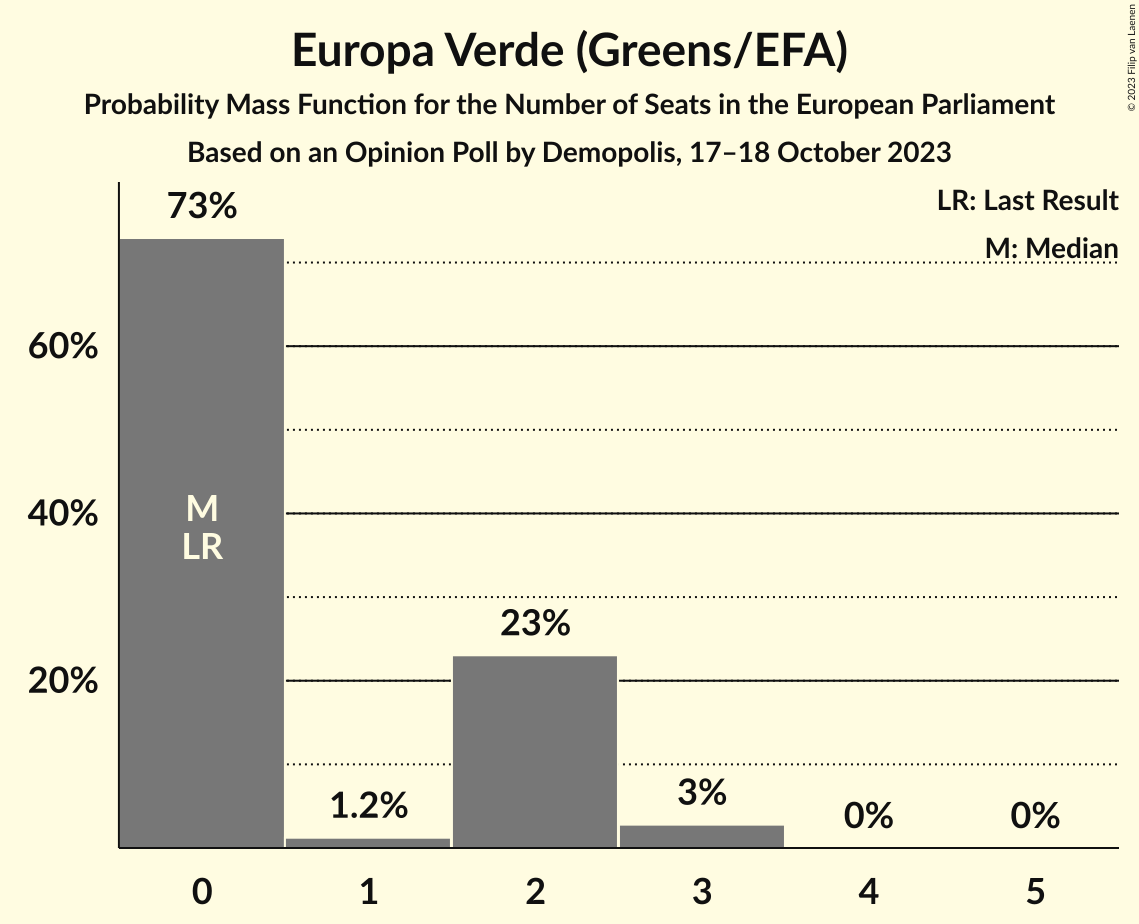 Europa Verde (Greens/EFA)
Probability Mass Function for the Number of Seats in the European Parliament
Based on an Opinion Poll by Demopolis, 17–18 October 2023
© 2023 Filip van Laenen
LR: Last Result
M: Median
73%
60%
40%
20%
M
LR
1.2%
23%
3%
0%
0%
0
1
2
3
4
5